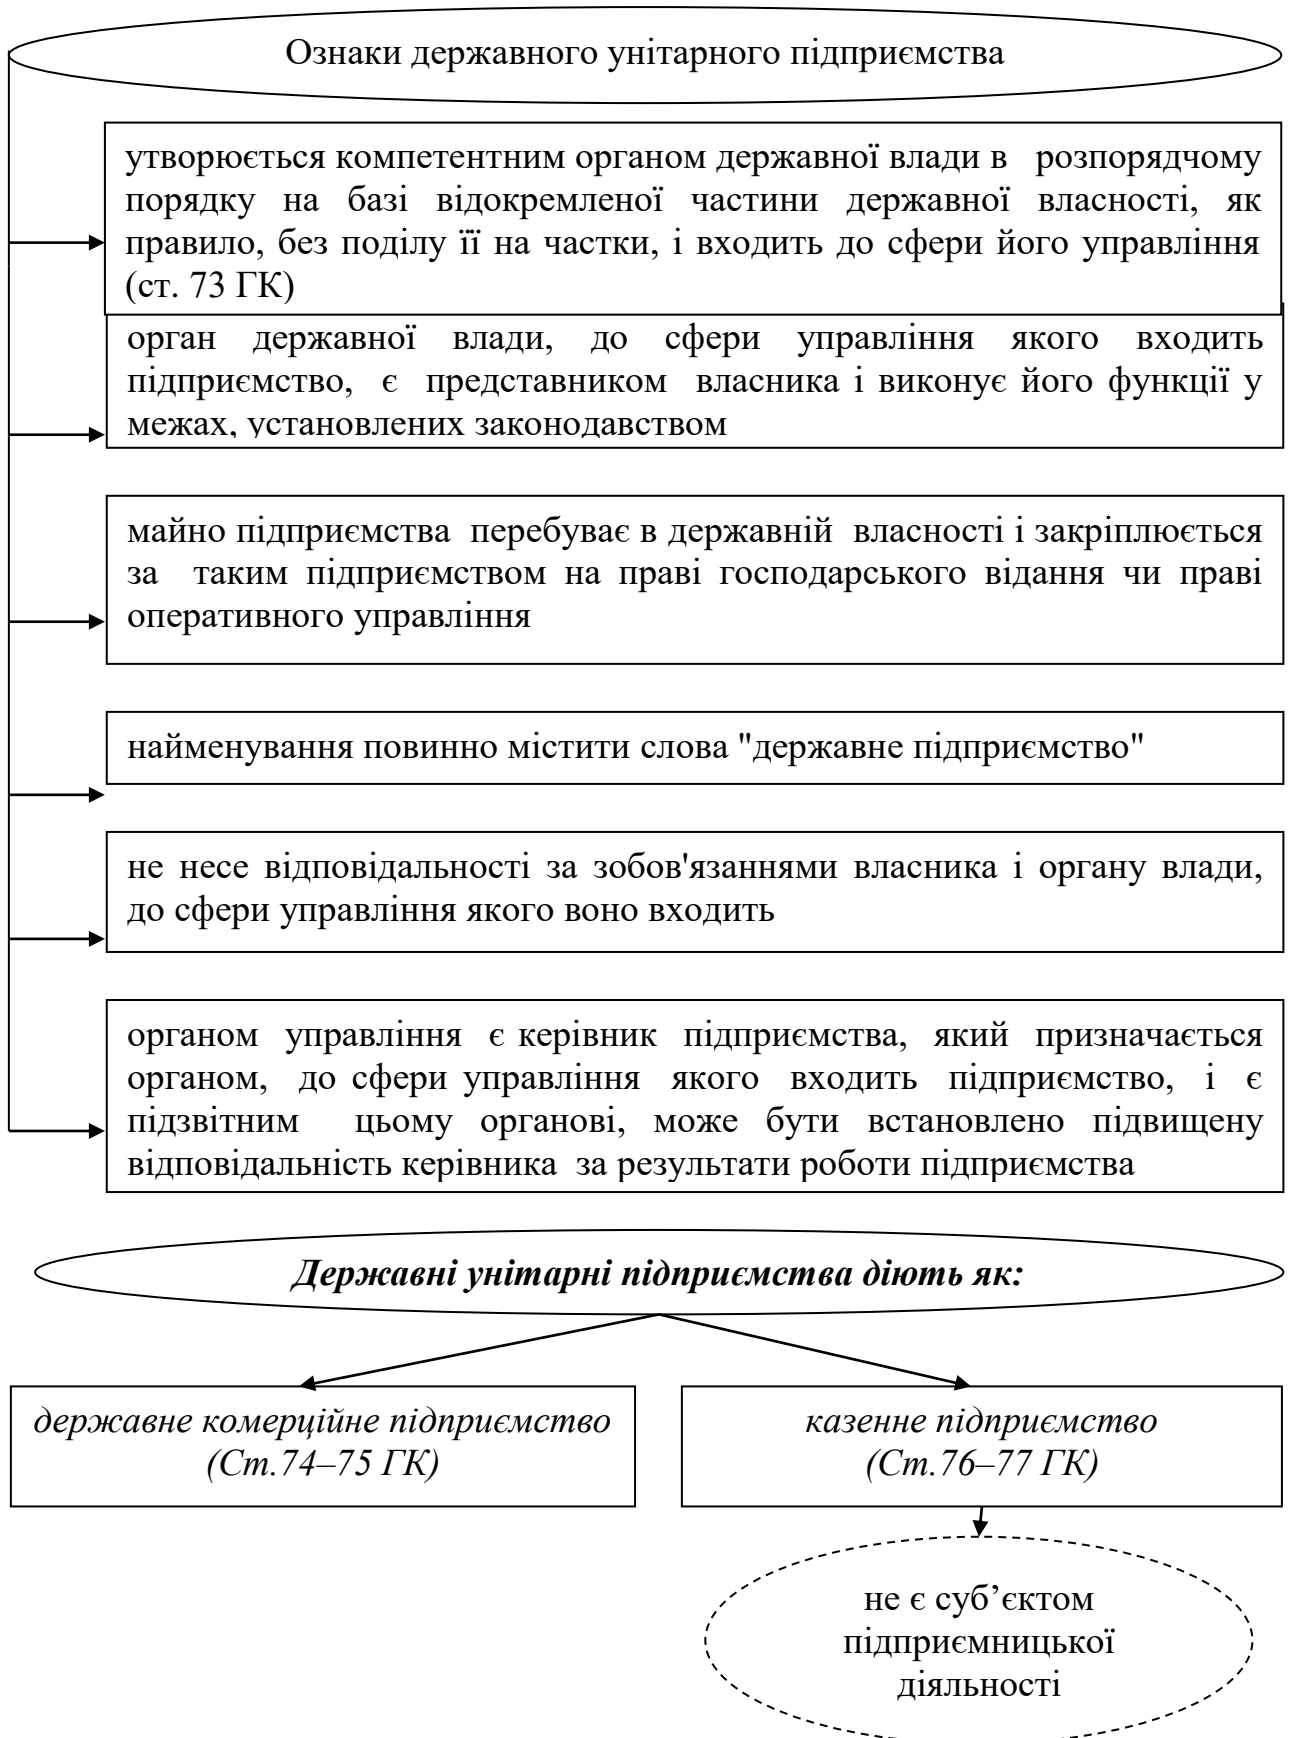 Ознаки державного унітарного підприємства
утворюється компетентним органом державної влади в розпорядчому
порядку на базі відокремленої частини державної власності, як
правило, без поділу її на частки, і входить до сфери його управління
(ст. 73 ГК)
орган державної влади, до сфери управління якого входить
підприємство, є представником власника і виконує його функції у
межах, установлених законодавством
майно підприємства перебуває в державній власності і закріплюється
за таким підприємством на праві господарського відання чи праві
оперативного управління
найменування повинно містити слова "державне підприємство"
не несе відповідальності за зобов'язаннями власника і органу влади,
до сфери управління якого воно входить
органом управління є керівник підприємства, який призначається
органом, до сфери управління якого входить підприємство, і є
підзвітним цьому органові, може бути встановлено підвищену
відповідальність керівника за результати роботи підприємства
Державні унітарні підприємства діють як:
державне комерційне підприємство
(Ст.74–75 ГК)
казенне підприємство
(Ст.76–77 ГК)
не є суб’єктом
підприємницької
діяльності